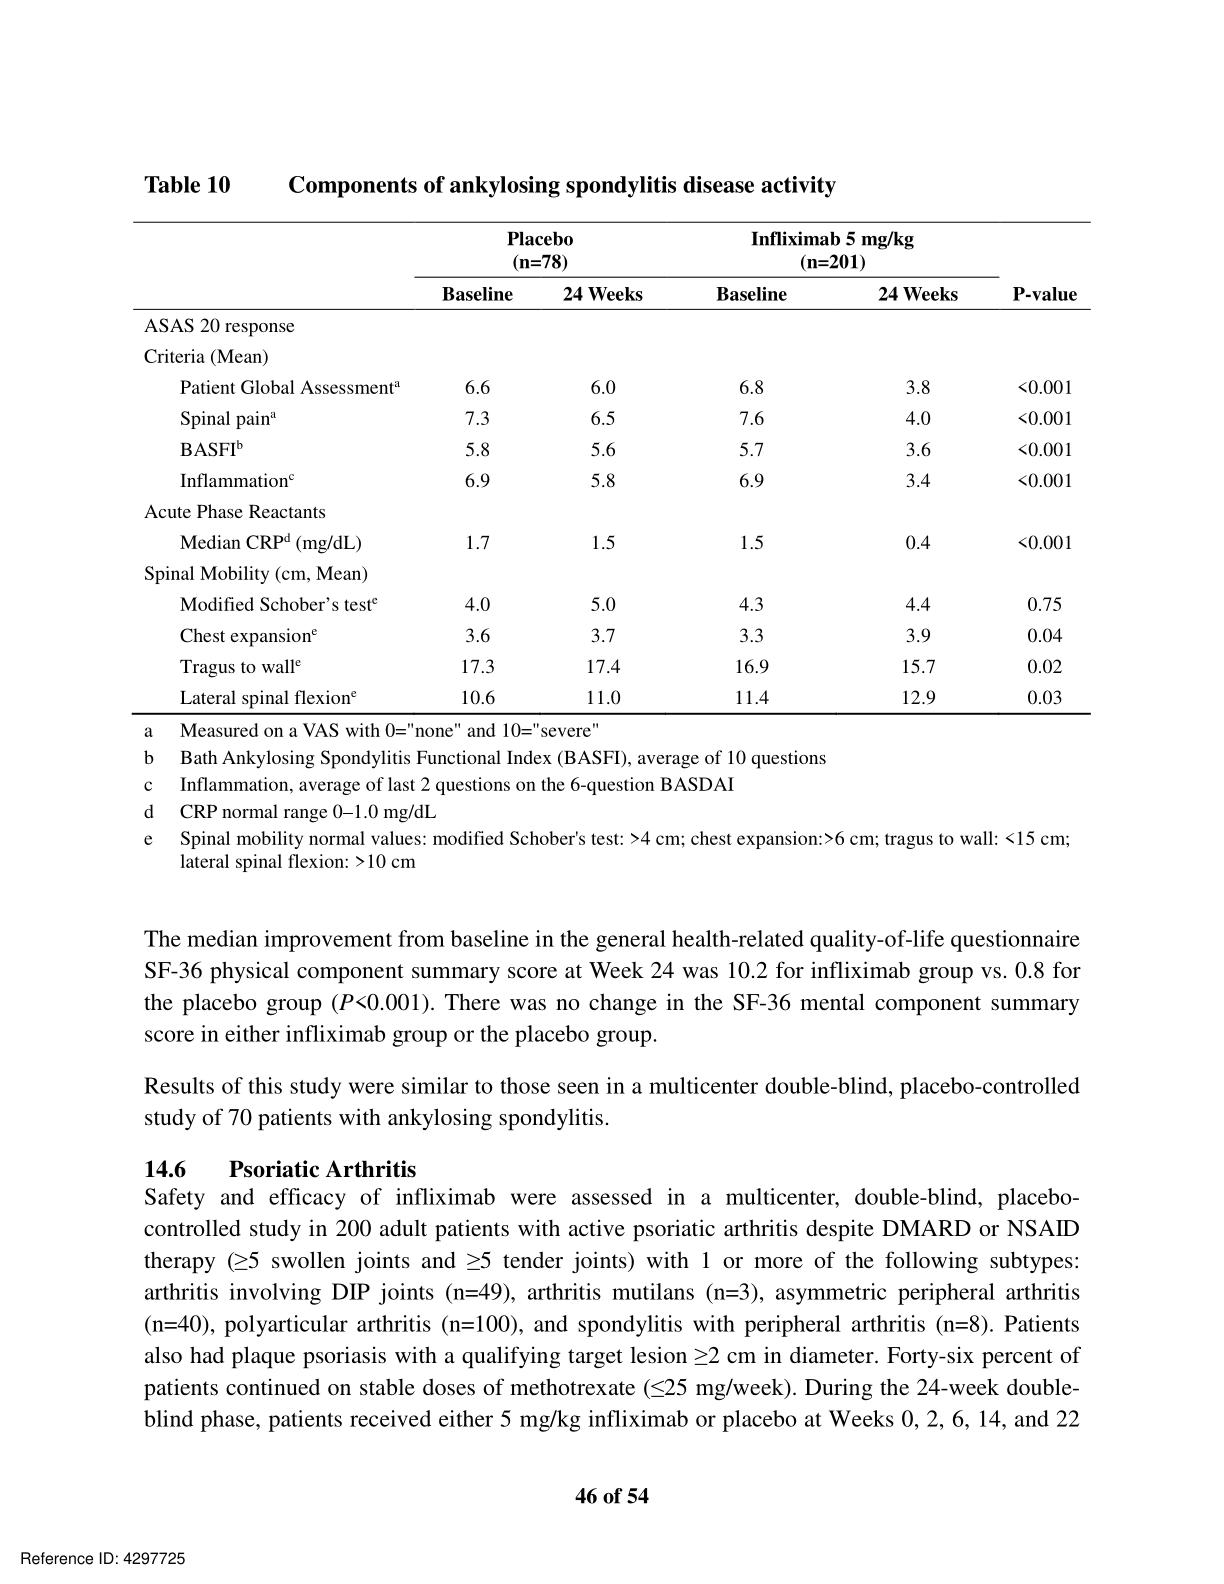 Table 10 Components of ankylosing spondylitis disease activity
Placebo Infliximab 5 mg/kg
(n=78) (n=201)
Baseline 24 Weeks Baseline 24 Weeks P-value
ASAS 20 response
Criteria (Mean)
Patient Global Assessmentᵃ 6.6 6.0 6.8 3.8 <0.001
Spinal painᵃ 7.3 6.5 7.6 4.0 <0.001
BASFIᵇ 5.8 5.6 5.7 3.6 <0.001
Inflammationᶜ 6.9 5.8 6.9 3.4 <0.001
Acute Phase Reactants
Median CRPᵈ (mg/dL) 1.7 1.5 1.5 0.4 <0.001
Spinal Mobility (cm, Mean)
Modified Schober’s testᵉ 4.0 5.0 4.3 4.4 0.75
Chest expansionᵉ 3.6 3.7 3.3 3.9 0.04
Tragus to wallᵉ 17.3 17.4 16.9 15.7 0.02
Lateral spinal flexionᵉ 10.6 11.0 11.4 12.9 0.03
a Measured on a VAS with 0="none" and 10="severe"
b Bath Ankylosing Spondylitis Functional Index (BASFI), average of 10 questions
c Inflammation, average of last 2 questions on the 6-question BASDAI
d CRP normal range 0–1.0 mg/dL
e Spinal mobility normal values: modified Schober's test: >4 cm; chest expansion:>6 cm; tragus to wall: <15 cm;
lateral spinal flexion: >10 cm
The median improvement from baseline in the general health-related quality-of-life questionnaire
SF-36 physical component summary score at Week 24 was 10.2 for infliximab group vs. 0.8 for
the placebo group (P<0.001). There was no change in the SF-36 mental component summary
score in either infliximab group or the placebo group.
Results of this study were similar to those seen in a multicenter double-blind, placebo-controlled
study of 70 patients with ankylosing spondylitis.
14.6 Psoriatic Arthritis
Safety and efficacy of infliximab were assessed in a multicenter, double-blind, placebo-
controlled study in 200 adult patients with active psoriatic arthritis despite DMARD or NSAID
therapy (≥5 swollen joints and ≥5 tender joints) with 1 or more of the following subtypes:
arthritis involving DIP joints (n=49), arthritis mutilans (n=3), asymmetric peripheral arthritis
(n=40), polyarticular arthritis (n=100), and spondylitis with peripheral arthritis (n=8). Patients
also had plaque psoriasis with a qualifying target lesion ≥2 cm in diameter. Forty-six percent of
patients continued on stable doses of methotrexate (≤25 mg/week). During the 24-week double-
blind phase, patients received either 5 mg/kg infliximab or placebo at Weeks 0, 2, 6, 14, and 22
46 of 54
Reference ID: 4297725